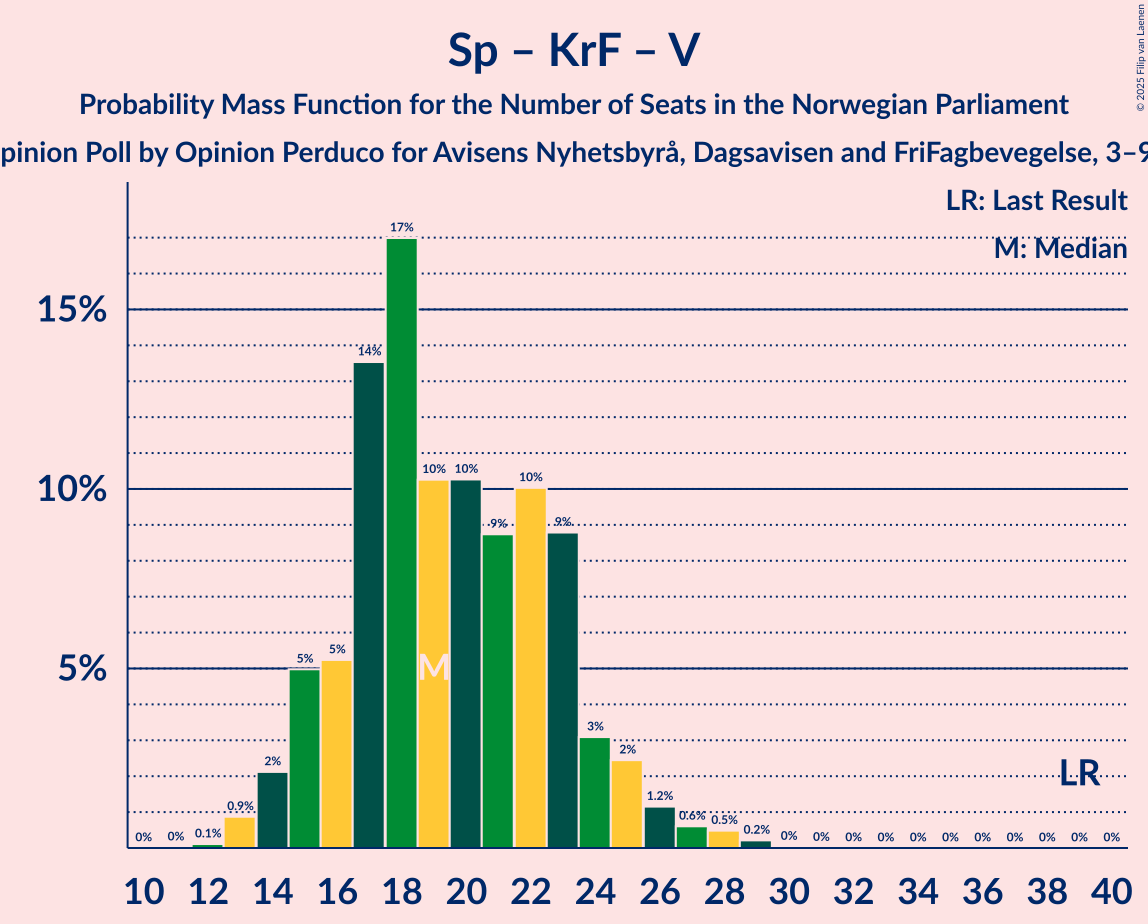 Sp – KrF – V
Probability Mass Function for the Number of Seats in the Norwegian Parliament
pinion Poll by Opinion Perduco for Avisens Nyhetsbyrå, Dagsavisen and FriFagbevegelse, 3–9
© 2025 Filip van Laenen
LR: Last Result
M: Median
15%
10%
5%
0% 0% 0.1% 0.9% 2% 5% 5% 14% 17% 10% 10% 9% 10% 9% 3% 2% 1.2% 0.6% 0.5% 0.2% 0% 0% 0% 0% 0% 0% 0% 0% 0% 0% 0%
M
LR
10 12 14 16 18 20 22 24 26 28 30 32 34 36 38 40